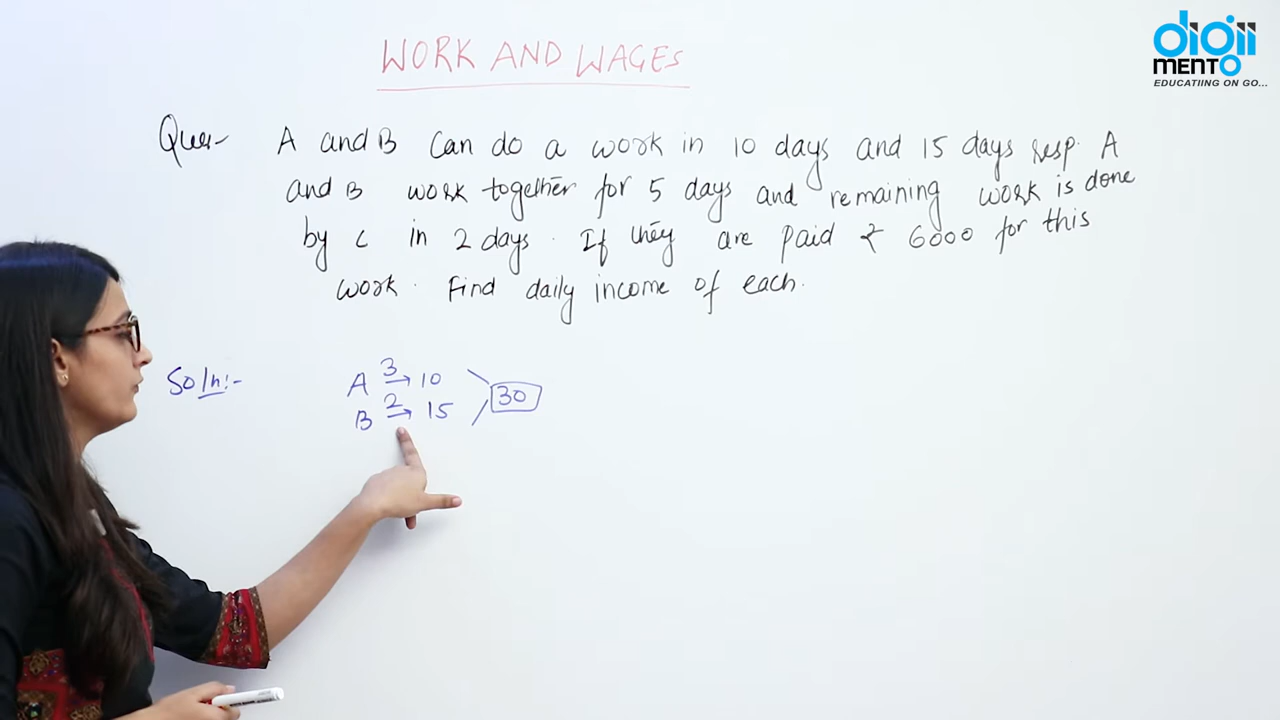 digii
MENTO
EDUCATIING ON GO...
WORK AND WAGES
Ques- A and B Can do a work in 10 days and 15 days resp. A
and B work together for 5 days and remaining work is done
by C in 2 days. If they are paid ₹ 6000 for this
work. Find daily income of each.
Soln:-
A 3→ 10
30
B 2→ 15